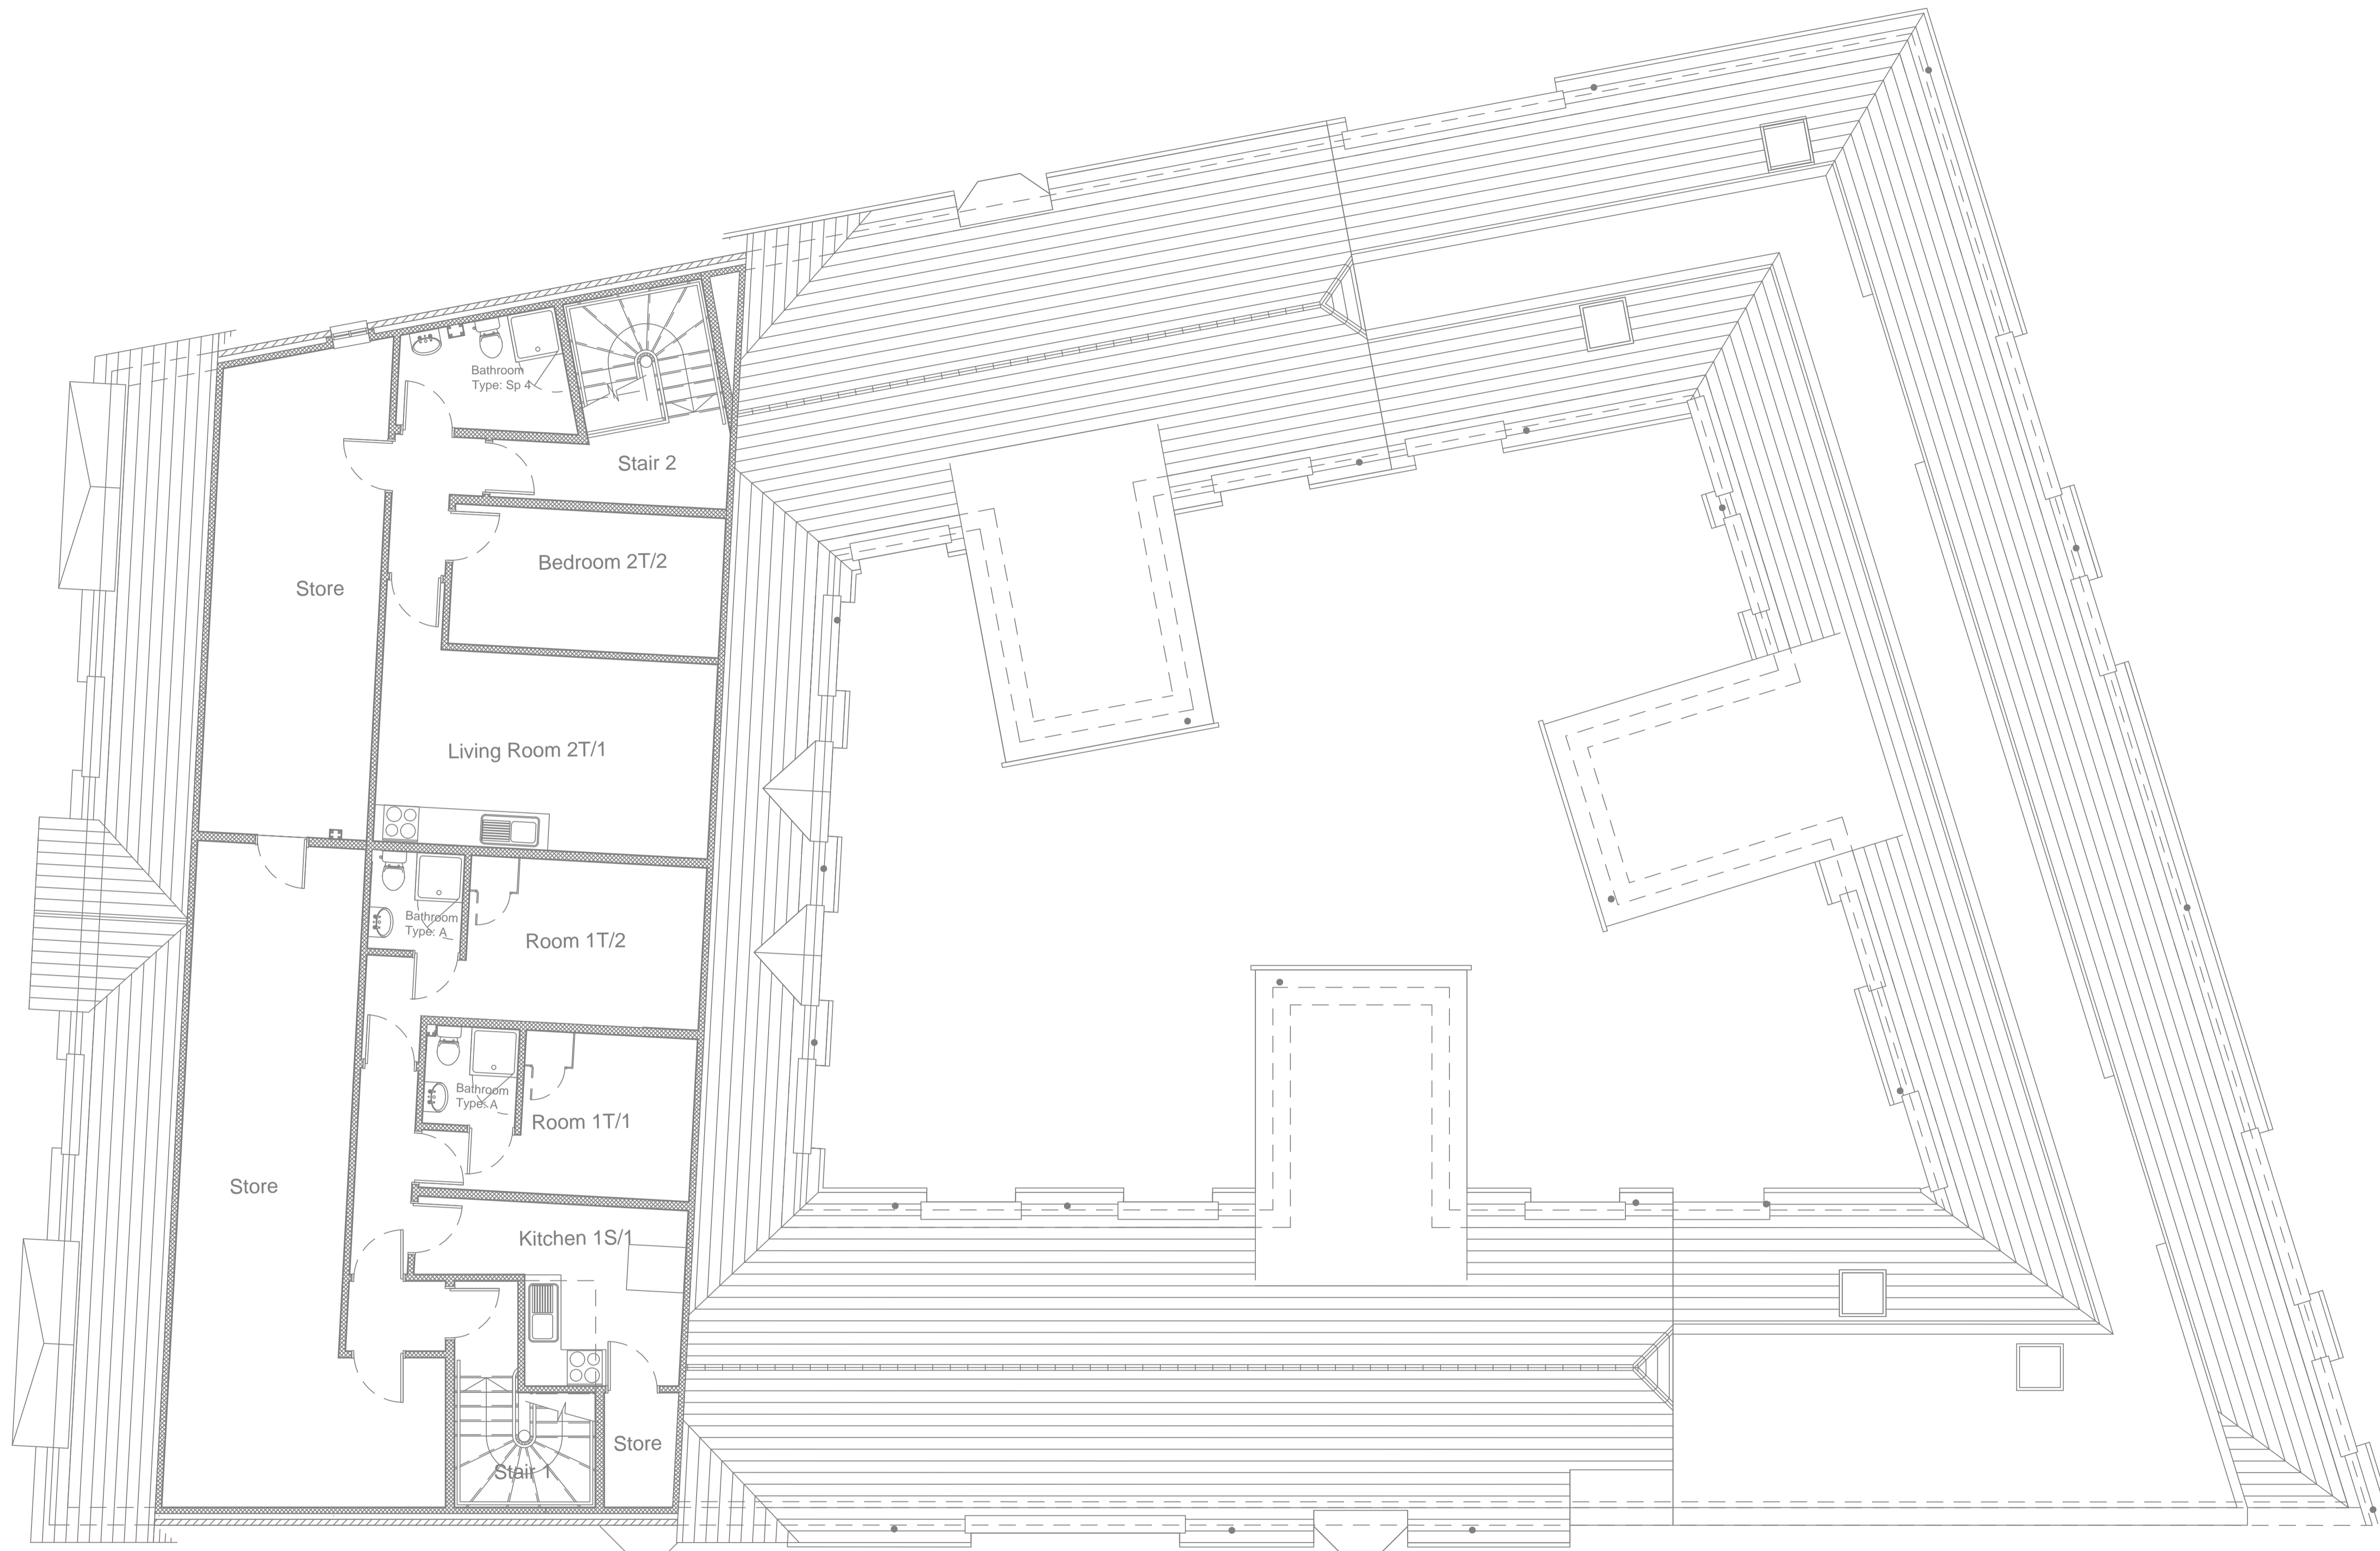 Bathroom
Type: Sp 4
Stair 2
Bedroom 2T/2
Store
Living Room 2T/1
Bathroom
Type: A
Room 1T/2
Bathroom
Type: A
Room 1T/1
Store
Kitchen 1S/1
Store
Stair 1